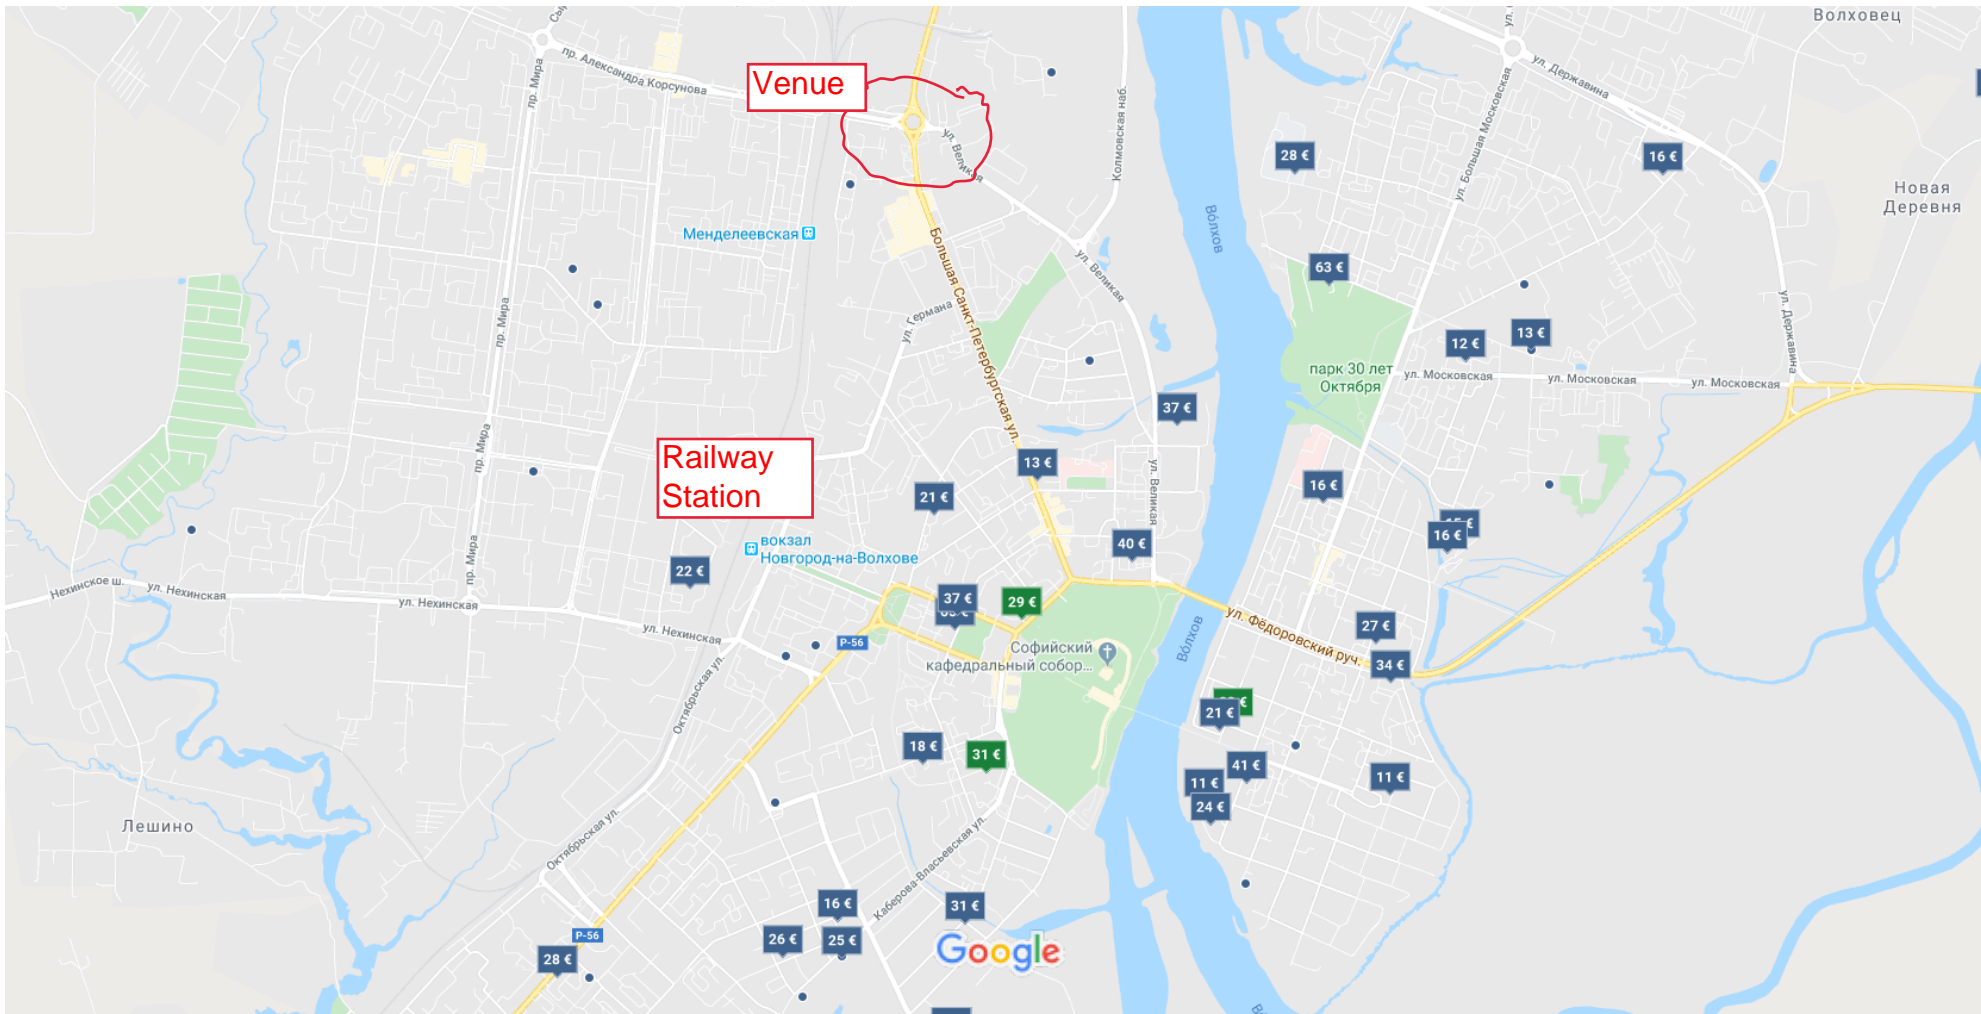 Волховец
пр. Александра Корсунова
Venue
ул. Державина
пр. Мира
ул. Великая
Колмовская наб.
ул. Большая Московская
28 €
16 €
Новая
Деревня
Волхов
Менделеевская
Большая Санкт-Петербургская ул.
ул. Великая
63 €
пр. Мира
ул. Германа
ул. Державина
13 €
12 €
парк 30 лет
Октября
ул. Московская
ул. Московская
ул. Московская
37 €
пр. Мира
Railway
Station
13 €
ул. Великая
21 €
16 €
15 €
16 €
40 €
вокзал
Новгород-на-Волхове
22 €
пр. Мира
Нехинское ш.
ул. Нехинская
ул. Нехинская
37 €
29 €
ул. Нехинская
Р-56
Софийский
кафедральный собор...
Волхов
ул. Фёдоровский руч.
27 €
34 €
Октябрьская ул.
21 €
18 €
31 €
41 €
11 €
11 €
24 €
Лешино
Октябрьская ул.
Каберова-Власьевская ул.
16 €
31 €
Р-56
26 €
25 €
28 €
Google